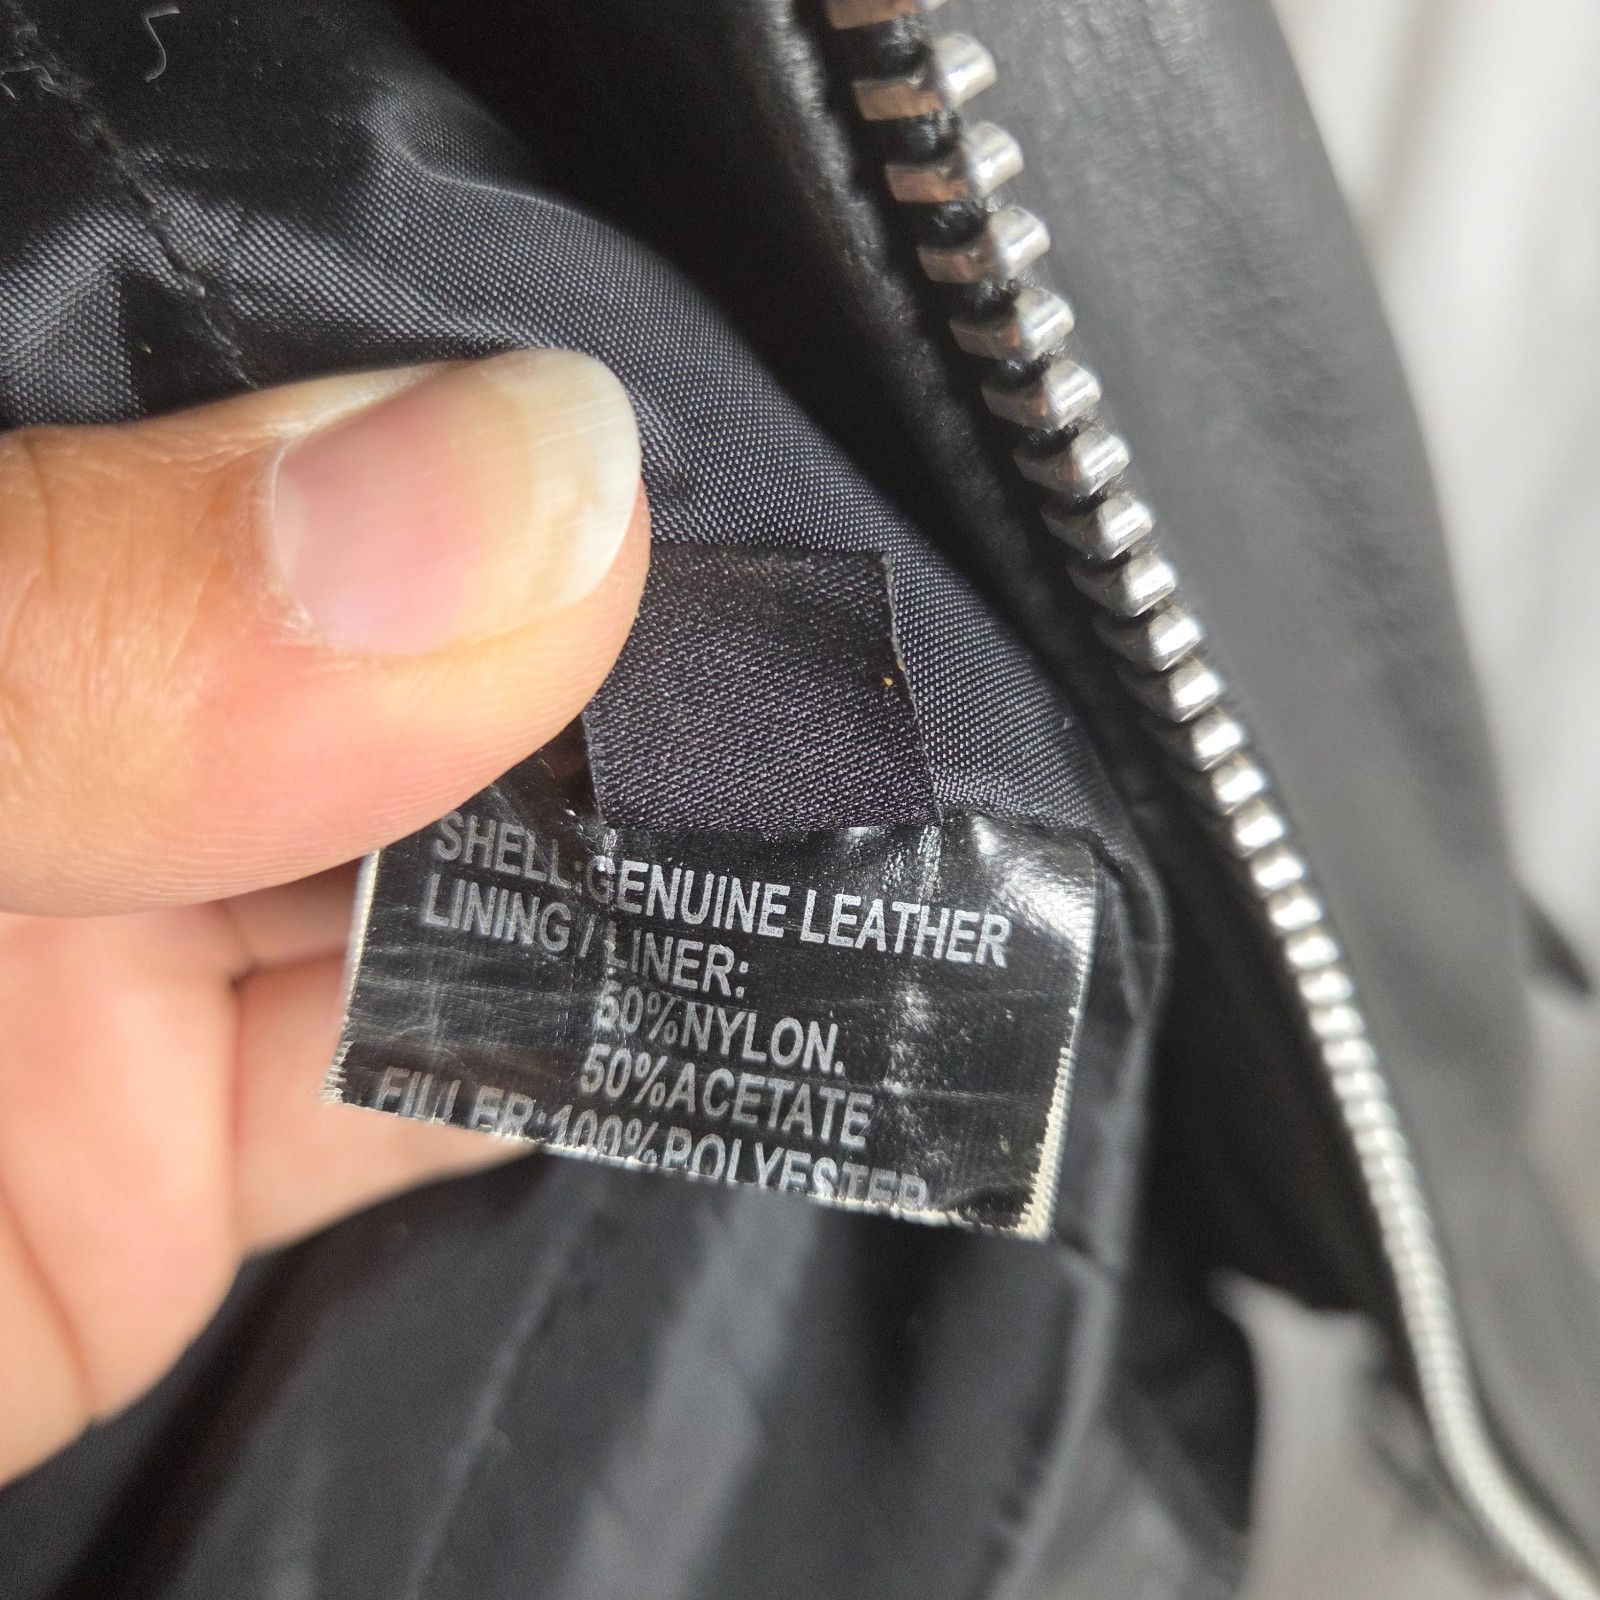 SHELL:GENUINE LEATHER
LINING / LINER:
50%NYLON.
50%ACETATE
FILLER:100%POLYESTER